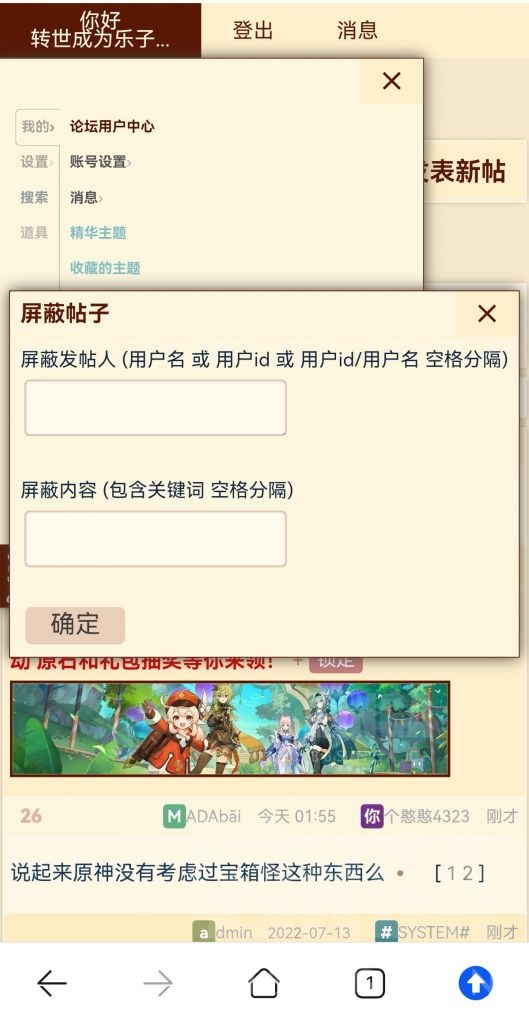 你好
转世成为乐子...
登出
消息
我的›
论坛用户中心
设置›
账号设置›
搜索
消息›
道具
精华主题
收藏的主题
表新帖
屏蔽帖子
屏蔽发帖人 (用户名 或 用户id 或 用户id/用户名 空格分隔)
屏蔽内容 (包含关键词 空格分隔)
确定
动 原石和礼包抽奖等你来领! + 锁定
26
MADAbāi 今天 01:55 你个憨憨4323 刚才
说起来原神没有考虑过宝箱怪这种东西么 • [ 1 2 ]
admin 2022-07-13 #SYSTEM# 刚才
1